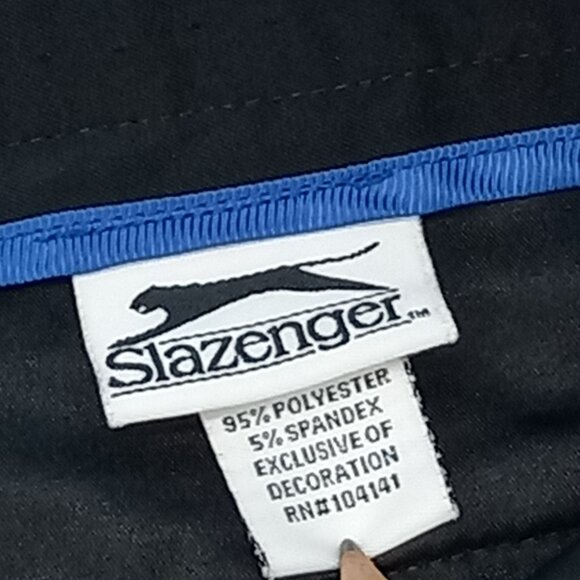 Slazenger™
95% POLYESTER
5% SPANDEX
EXCLUSIVE OF
DECORATION
RN#104141